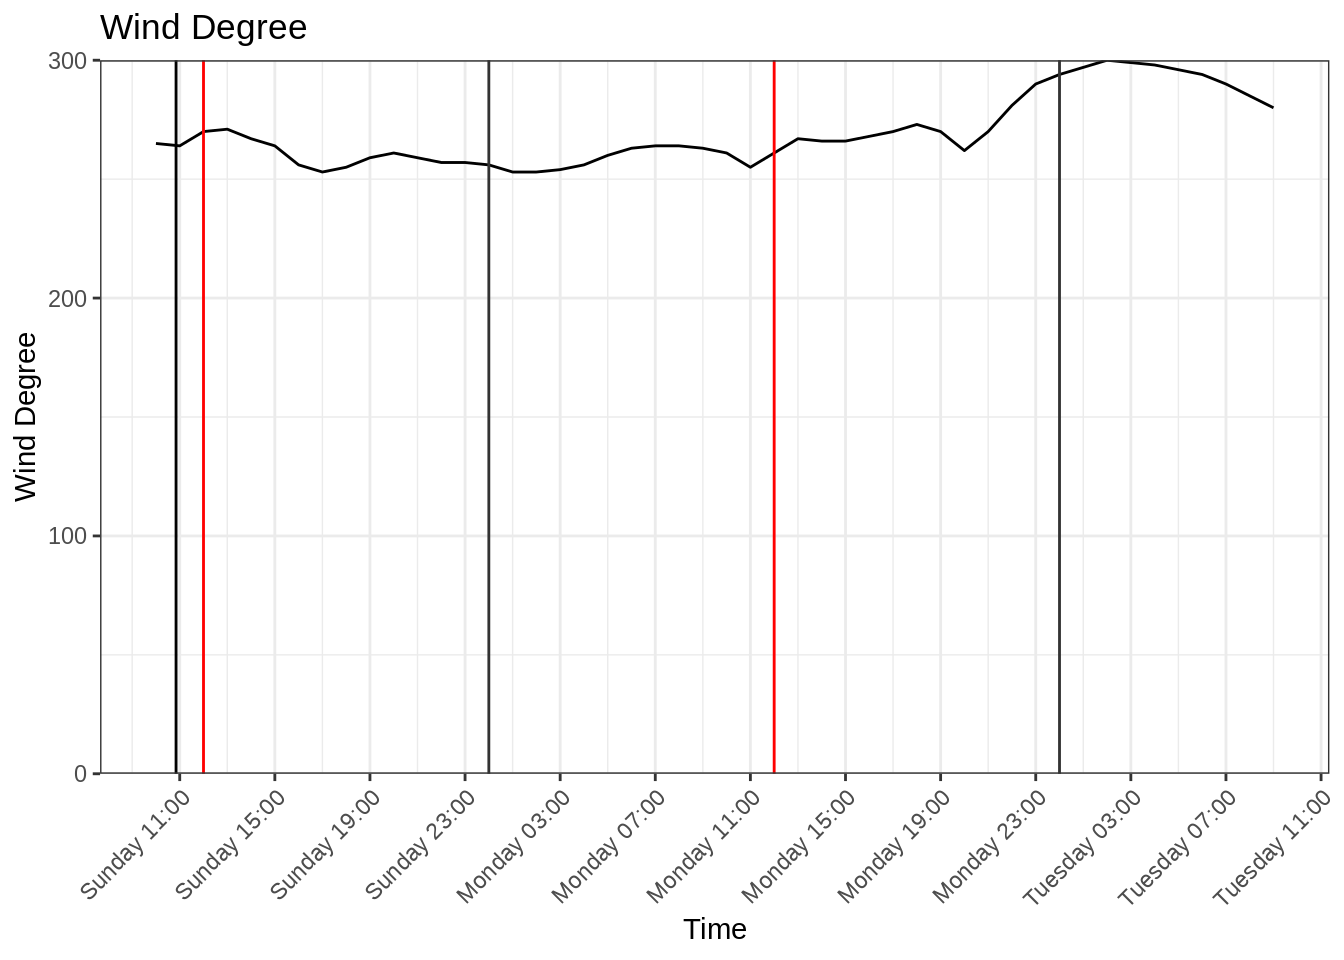 Wind Degree
300
200
100
0
Wind Degree
Sunday 11:00
Sunday 15:00
Sunday 19:00
Sunday 23:00
Monday 03:00
Monday 07:00
Monday 11:00
Monday 15:00
Monday 19:00
Monday 23:00
Tuesday 03:00
Tuesday 07:00
Tuesday 11:00
Time